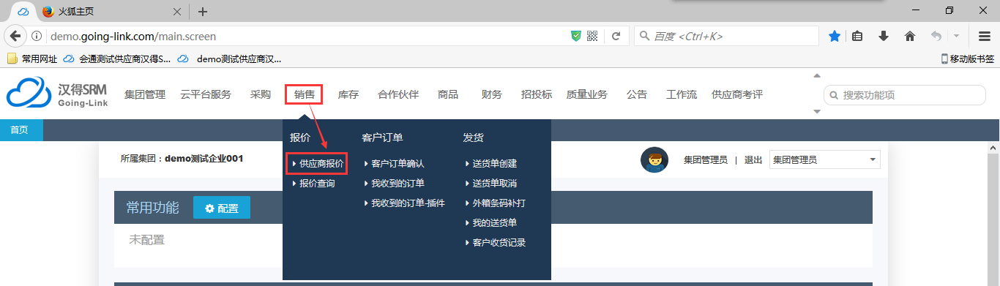 火狐主页
demo.going-link.com/main.screen
百度 <Ctrl+K>
常用网址 会通测试供应商汉得S... demo测试供应商汉... 移动版书签
汉得SRM
Going-Link
集团管理 云平台服务 采购 销售 库存 合作伙伴 商品 财务 招投标 质量业务 公告 工作流 供应商考评
搜索功能项
首页
报价 客户订单 发货
供应商报价 客户订单确认 送货单创建
报价查询 我收到的订单 送货单取消
我收到的订单-插件 外箱条码补打
我的送货单
客户收货记录
所属集团：demo测试企业001
集团管理员 | 退出 集团管理员
常用功能 配置
未配置